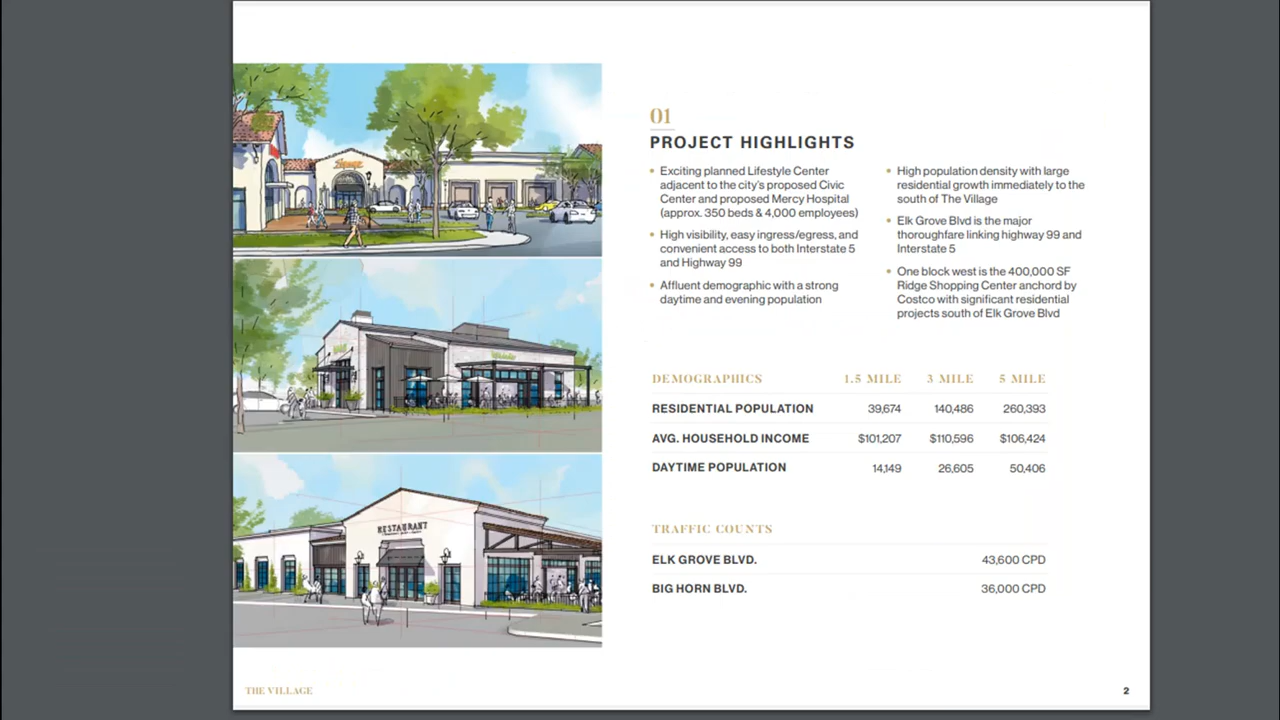 01
PROJECT HIGHLIGHTS
• Exciting planned Lifestyle Center
adjacent to the city's proposed Civic
Center and proposed Mercy Hospital
(approx. 350 beds & 4,000 employees)
• High visibility, easy ingress/egress, and
convenient access to both Interstate 5
and Highway 99
• Affluent demographic with a strong
daytime and evening population
• High population density with large
residential growth immediately to the
south of The Village
• Elk Grove Blvd is the major
thoroughfare linking highway 99 and
Interstate 5
• One block west is the 400,000 SF
Ridge Shopping Center anchord by
Costco with significant residential
projects south of Elk Grove Blvd
DEMOGRAPHICS 1.5 MILE 3 MILE 5 MILE
RESIDENTIAL POPULATION 39,674 140,486 260,393
AVG. HOUSEHOLD INCOME $101,207 $110,596 $106,424
DAYTIME POPULATION 14,149 26,605 50,406
TRAFFIC COUNTS
ELK GROVE BLVD. 43,600 CPD
BIG HORN BLVD. 36,000 CPD
RESTAURANT
THE VILLAGE
2